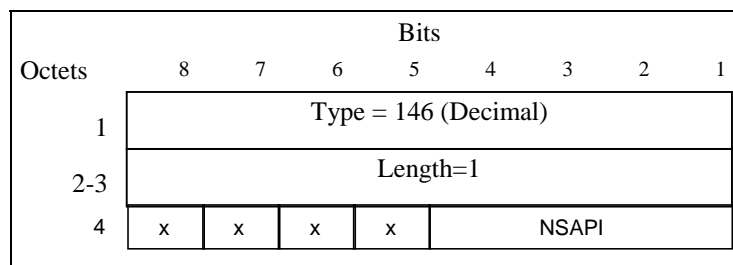 Bits
Octets 8 7 6 5 4 3 2 1
1 Type = 146 (Decimal)
2-3 Length=1
4 x x x x NSAPI